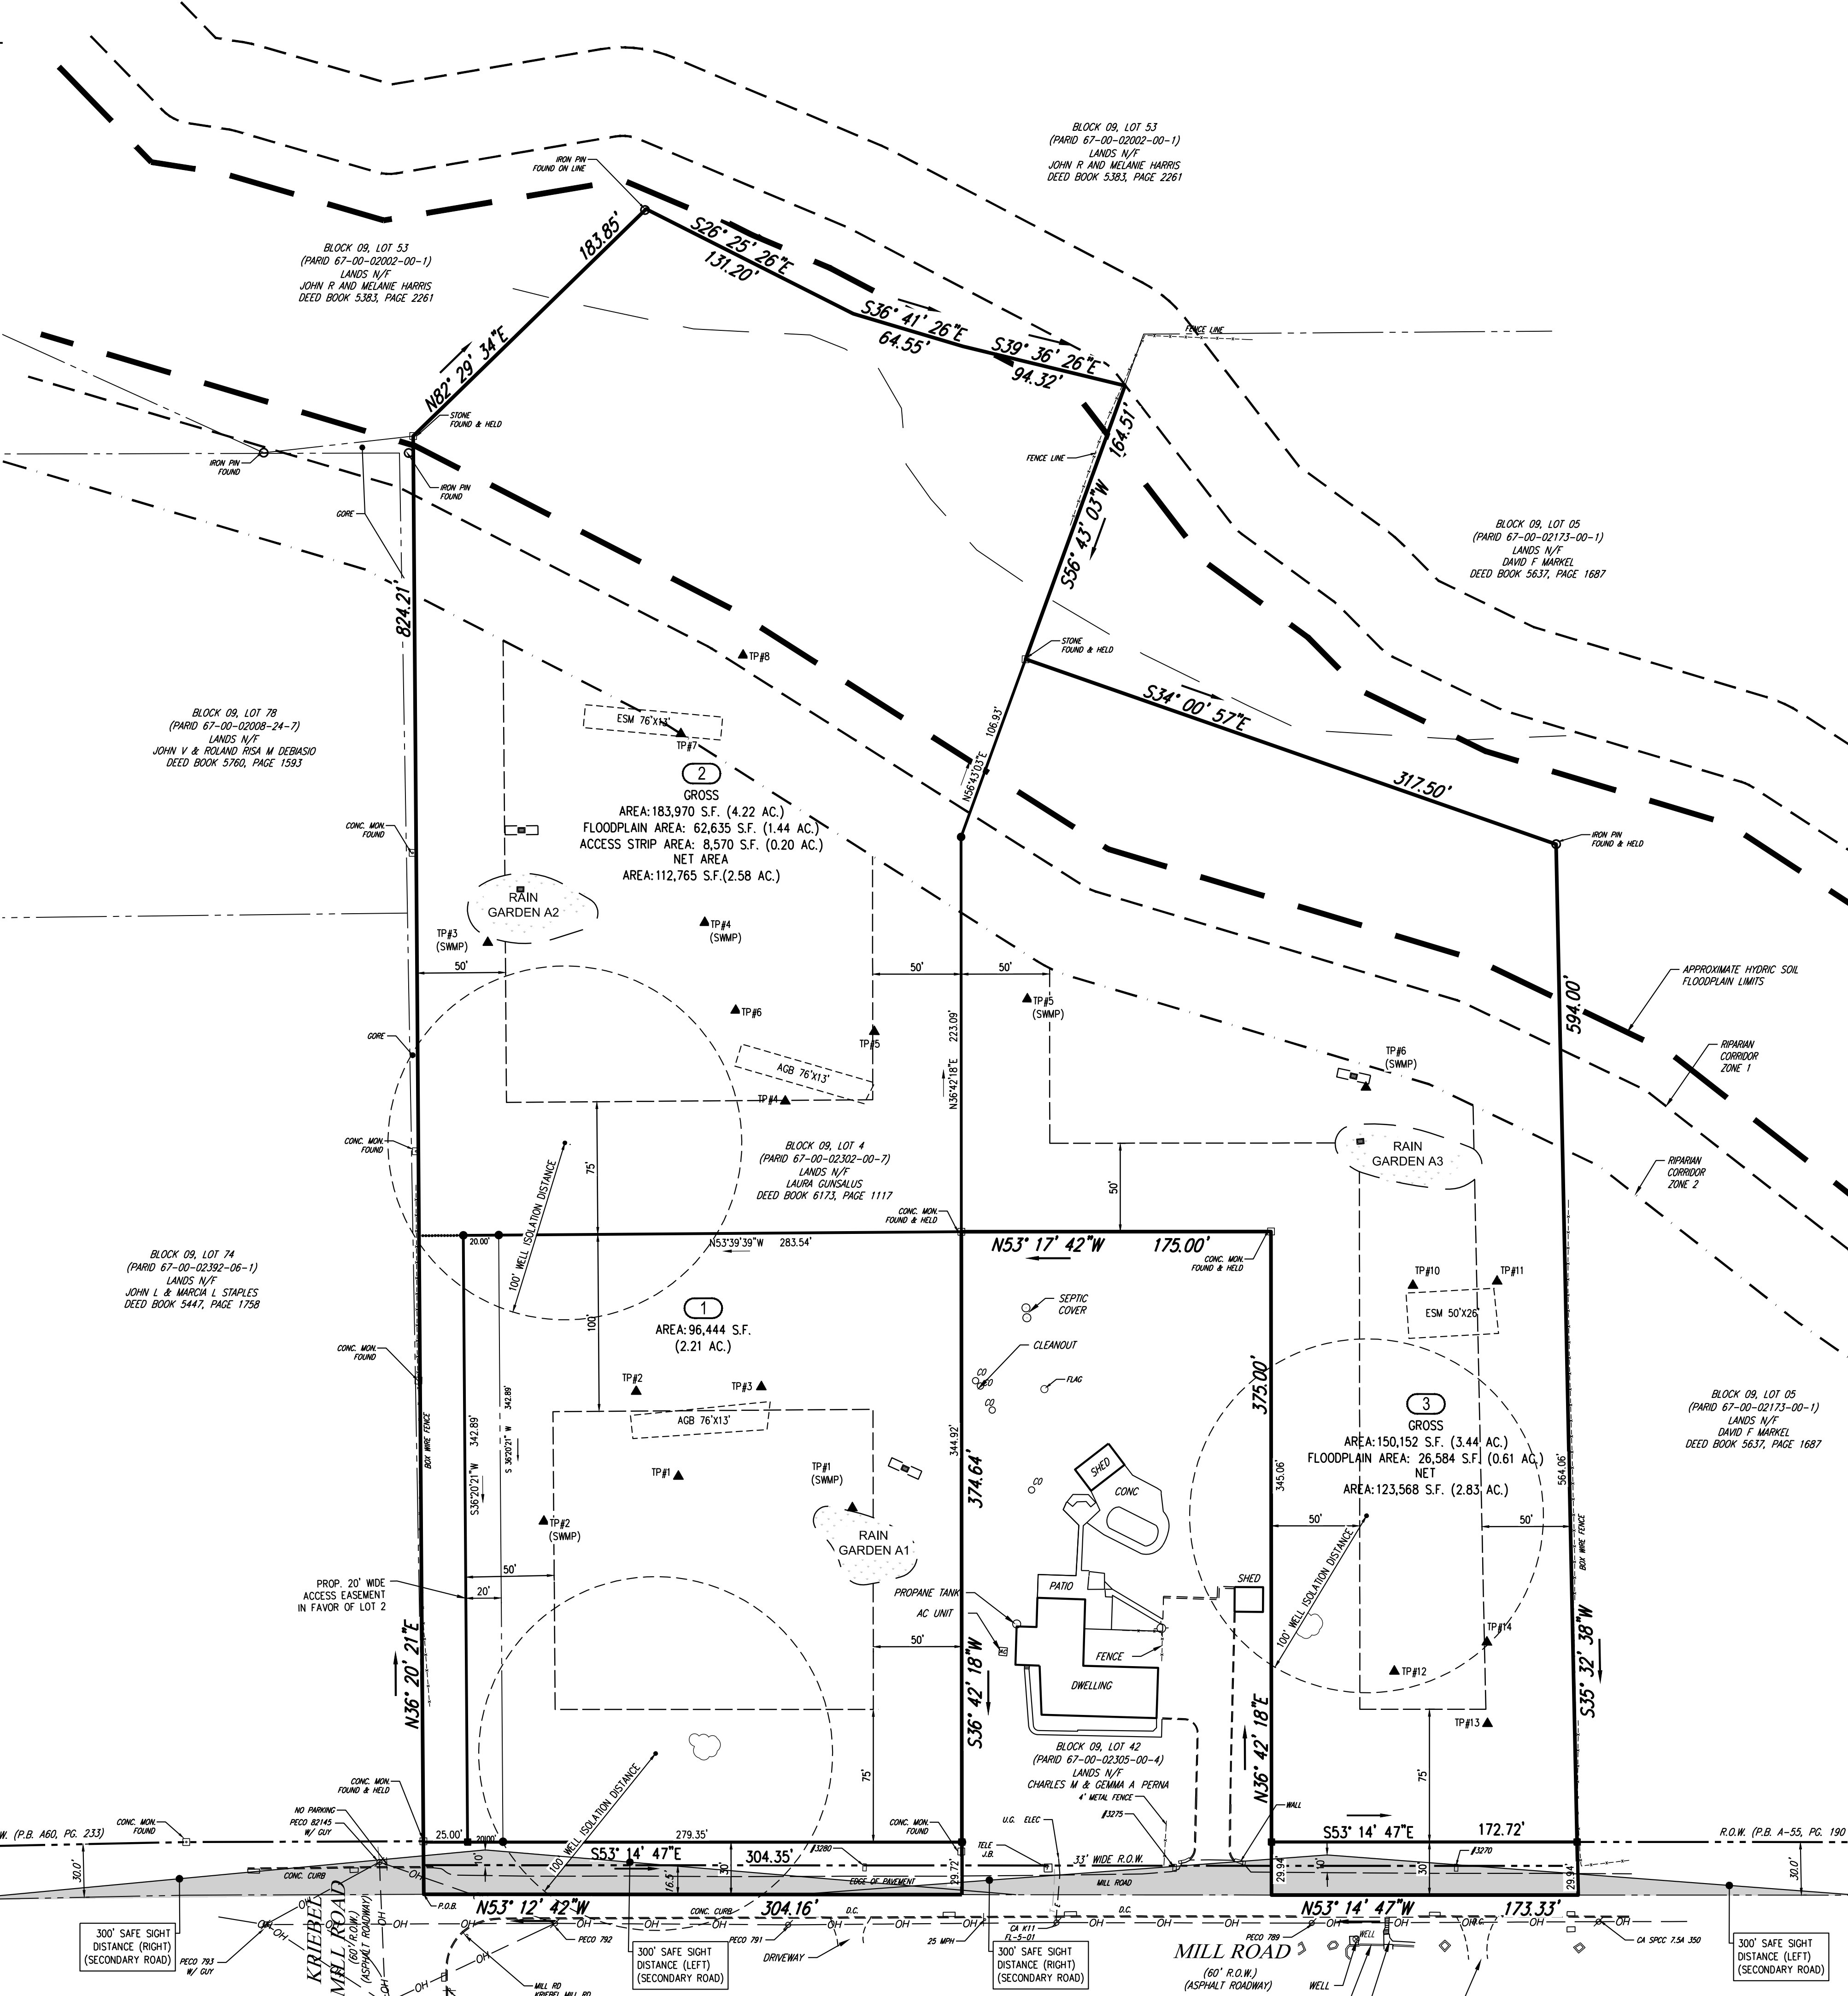 BLOCK 09, LOT 53
(PARID 67-00-02002-00-1)
LANDS N/F
JOHN R AND MELANIE HARRIS
DEED BOOK 5383, PAGE 2261
IRON PIN
FOUND ON LINE
183.85'
S26° 25' 26"E
131.20'
BLOCK 09, LOT 53
(PARID 67-00-02002-00-1)
LANDS N/F
JOHN R AND MELANIE HARRIS
DEED BOOK 5383, PAGE 2261
S36° 41' 26"E
64.55'
S39° 36' 26"E
94.32'
FENCE LINE
N82° 29' 34"E
STONE
FOUND & HELD
IRON PIN
FOUND
IRON PIN
FOUND
GORE
FENCE LINE
164.51'
S56° 43' 03"W
BLOCK 09, LOT 05
(PARID 67-00-02173-00-1)
LANDS N/F
DAVID F MARKEL
DEED BOOK 5637, PAGE 1687
824.21'
STONE
FOUND & HELD
TP#8
S34° 00' 57"E
317.50'
BLOCK 09, LOT 78
(PARID 67-00-02008-24-7)
LANDS N/F
JOHN V & ROLAND RISA M DEBIASIO
DEED BOOK 5760, PAGE 1593
ESM 76'X13'
TP#7
N56°43'03"E 106.93'
2
GROSS
AREA:183,970 S.F. (4.22 AC.)
FLOODPLAIN AREA: 62,635 S.F. (1.44 AC.)
ACCESS STRIP AREA: 8,570 S.F. (0.20 AC.)
NET AREA
AREA:112,765 S.F.(2.58 AC.)
CONC. MON.
FOUND
IRON PIN
FOUND & HELD
RAIN
GARDEN A2
TP#3
(SWMP)
TP#4
(SWMP)
50'
50'
50'
594.00'
APPROXIMATE HYDRIC SOIL
FLOODPLAIN LIMITS
TP#6
TP#5
TP#5
(SWMP)
N36°42'18"E 223.09'
GORE
AGB 76'X13'
TP#4
TP#6
(SWMP)
RIPARIAN
CORRIDOR
ZONE 1
CONC. MON.
FOUND
BLOCK 09, LOT 4
(PARID 67-00-02302-00-7)
LANDS N/F
LAURA GUNSALUS
DEED BOOK 6173, PAGE 1117
75'
100' WELL ISOLATION DISTANCE
50'
RAIN
GARDEN A3
RIPARIAN
CORRIDOR
ZONE 2
CONC. MON.
FOUND & HELD
20.00'
N53°39'39"W 283.54'
N53° 17' 42"W 175.00'
CONC. MON.
FOUND & HELD
BLOCK 09, LOT 74
(PARID 67-00-02392-06-1)
LANDS N/F
JOHN L & MARCIA L STAPLES
DEED BOOK 5447, PAGE 1758
1
AREA:96,444 S.F.
(2.21 AC.)
100'
SEPTIC
COVER
CLEANOUT
CO
CO
CO
FLAG
TP#10
TP#11
ESM 50'X26'
CONC. MON.
FOUND
TP#2
TP#3
AGB 76'X13'
375.00'
3
GROSS
AREA:150,152 S.F. (3.44 AC.)
FLOODPLAIN AREA: 26,584 S.F. (0.61 AC.)
NET
AREA:123,568 S.F. (2.83 AC.)
BLOCK 09, LOT 05
(PARID 67-00-02173-00-1)
LANDS N/F
DAVID F MARKEL
DEED BOOK 5637, PAGE 1687
BOX WIRE FENCE
S36°20'21"W 342.89'
S 36°20'21" W 342.89'
TP#1
TP#1
(SWMP)
344.92'
374.64'
CO
SHED
CONC
345.06'
564.06'
TP#2
(SWMP)
RAIN
GARDEN A1
50'
50'
BOX WIRE FENCE
50'
20'
PROP. 20' WIDE
ACCESS EASEMENT
IN FAVOR OF LOT 2
PROPANE TANK
AC UNIT
AC
PATIO
SHED
FENCE
DWELLING
100' WELL ISOLATION DISTANCE
50'
TP#14
TP#12
TP#13
N36° 20' 21"E
S36° 42' 18"W
N36° 42' 18"E
S35° 32' 38"W
BLOCK 09, LOT 42
(PARID 67-00-02305-00-4)
LANDS N/F
CHARLES M & GEMMA A PERNA
75'
75'
100' WELL ISOLATION DISTANCE
CONC. MON.
FOUND & HELD
NO PARKING
PECO 82145
W/ GUY
CONC. MON.
FOUND
W. (P.B. A60, PG. 233)
CONC. MON.
FOUND
U.G. ELEC
4' METAL FENCE
#3275
WALL
25.00'
20.00'
279.35'
S53° 14' 47"E 304.35'
#3280
TELE
J.B.
33' WIDE R.O.W.
S53° 14' 47"E 172.72'
#3270
R.O.W. (P.B. A-55, PG. 190
30.0'
CONC. CURB
10'
16.5'
30'
29.72'
EDGE OF PAVEMENT
MILL ROAD
29.94'
10'
30'
29.94'
30.0'
P.O.B.
N53° 12' 42"W 304.16'
CONC. CURB
D.C.
D.C.
N53° 14' 47"W 173.33'
D.C.
OH OH OH OH OH OH OH OH
300' SAFE SIGHT
DISTANCE (RIGHT)
(SECONDARY ROAD)
PECO 793
W/ GUY
KRIEBEL
MILL ROAD
(60' R.O.W.)
(ASPHALT ROADWAY)
PECO 792
300' SAFE SIGHT
DISTANCE (LEFT)
(SECONDARY ROAD)
PECO 791
DRIVEWAY
25 MPH
CA K11
FL-5-01
300' SAFE SIGHT
DISTANCE (RIGHT)
(SECONDARY ROAD)
MILL ROAD
(60' R.O.W.)
(ASPHALT ROADWAY)
PECO 789
WELL
WELL
CA SPCC 7.5A 350
300' SAFE SIGHT
DISTANCE (LEFT)
(SECONDARY ROAD)
MILL RD
KRIEBEL MILL RD